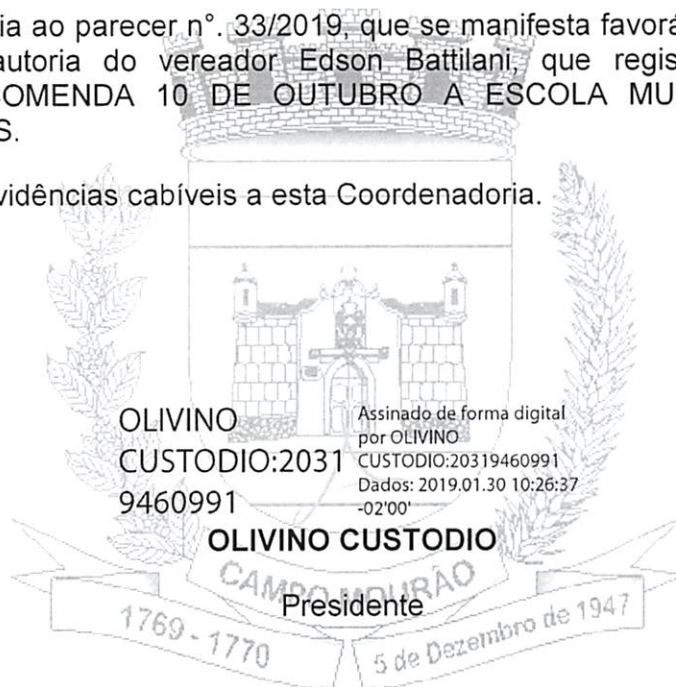 ia ao parecer n°. 33/2019, que se manifesta favorá
autoria do vereador Edson Battilani, que regis
COMENDA 10 DE OUTUBRO A ESCOLA MU
S.
vidências cabíveis a esta Coordenadoria.
OLIVINO
CUSTODIO:2031
9460991
Assinado de forma digital
por OLIVINO
CUSTODIO:20319460991
Dados: 2019.01.30 10:26:37
-02'00'
OLIVINO CUSTODIO
CAMPO MOURÃO
Presidente
1769 - 1770
5 de Dezembro de 1947